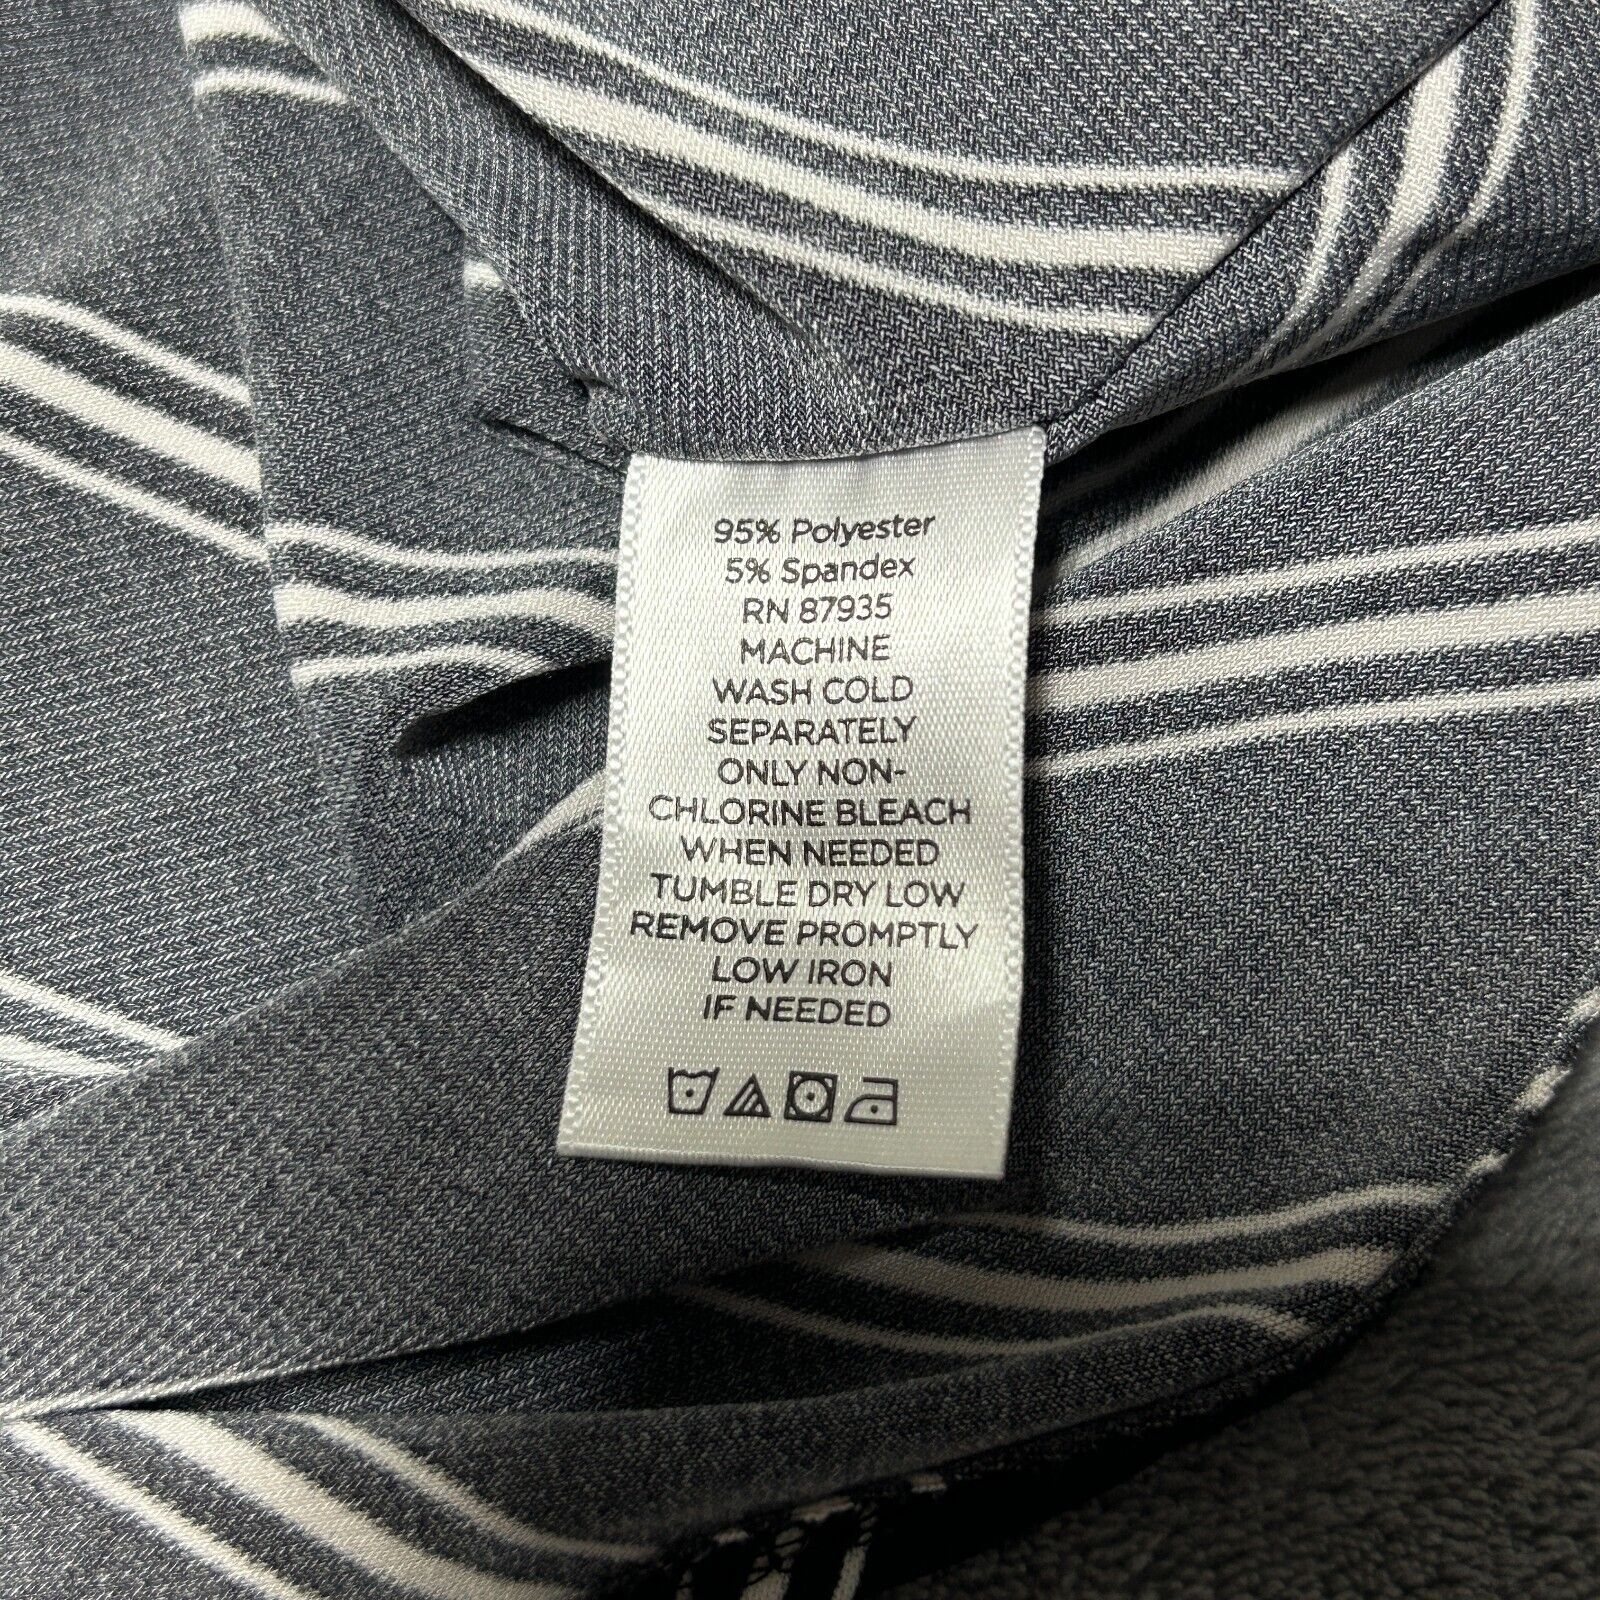 95% Polyester
5% Spandex
RN 87935
MACHINE
WASH COLD
SEPARATELY
ONLY NON-
CHLORINE BLEACH
WHEN NEEDED
TUMBLE DRY LOW
REMOVE PROMPTLY
LOW IRON
IF NEEDED